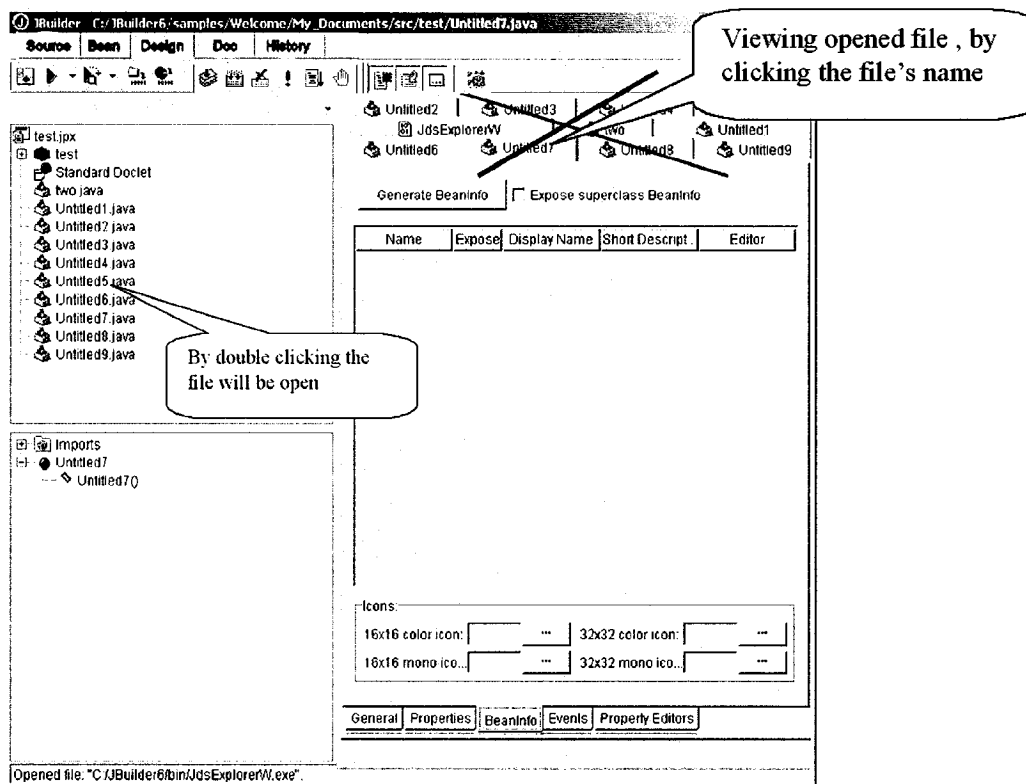 JBuilder C:/JBuilder6/samples/Welcome/My_Documents/src/test/Untitled7.java
Source Bean Design Doc History
Viewing opened file , by
clicking the file's name
Untitled2 Untitled3
JdsExplorerW two Untitled1
Untitled6 Untitled7 Untitled8 Untitled9
test.jpx
test
Standard Doclet
two.java
Untitled1.java
Untitled2.java
Untitled3.java
Untitled4.java
Untitled5.java
Untitled6.java
Untitled7.java
Untitled8.java
Untitled9.java
By double clicking the
file will be open
Generate BeanInfo Expose superclass BeanInfo
Name Expose Display Name Short Descript. Editor
Imports
Untitled7
Untitled7()
Icons:
16x16 color icon: ... 32x32 color icon: ...
16x16 mono ico... ... 32x32 mono ico... ...
General Properties BeanInfo Events Property Editors
Opened file: "C:/JBuilder6/bin/JdsExplorerW.exe".